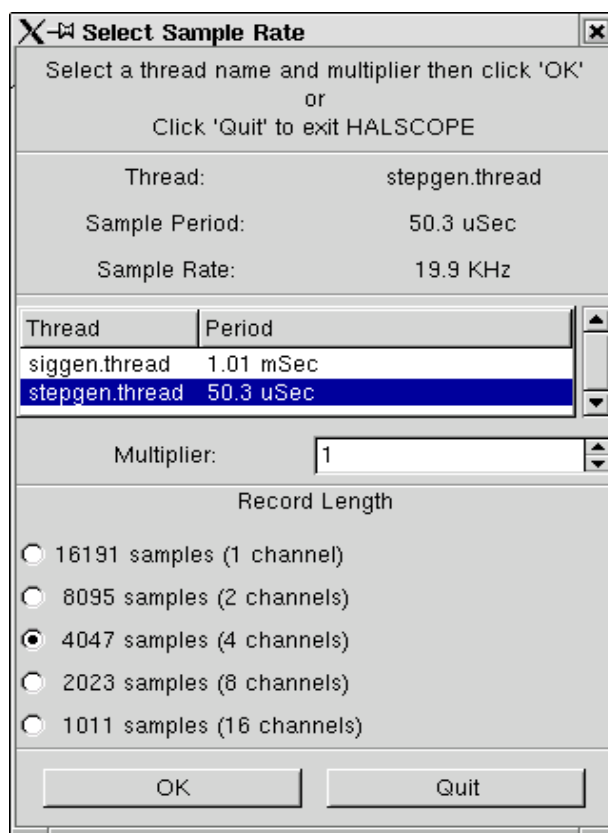 Select Sample Rate
Select a thread name and multiplier then click 'OK'
or
Click 'Quit' to exit HALSCOPE
Thread: stepgen.thread
Sample Period: 50.3 uSec
Sample Rate: 19.9 KHz
Thread Period
siggen.thread 1.01 mSec
stepgen.thread 50.3 uSec
Multiplier: 1
Record Length
16191 samples (1 channel)
8095 samples (2 channels)
4047 samples (4 channels)
2023 samples (8 channels)
1011 samples (16 channels)
OK Quit